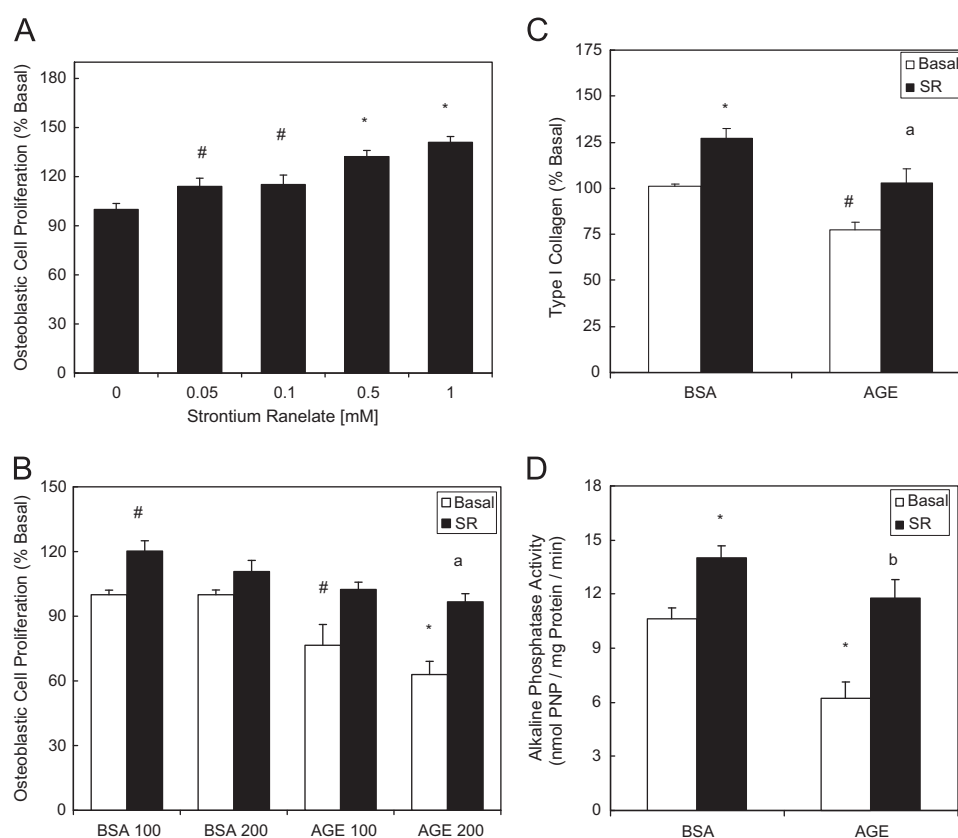 A
Osteoblastic Cell Proliferation (% Basal)
180
150
120
90
60
30
0
#
#
*
*
0 0.05 0.1 0.5 1
Strontium Ranelate [mM]
B
Osteoblastic Cell Proliferation (% Basal)
150
120
90
60
30
0
Basal
SR
#
#
*
a
BSA 100 BSA 200 AGE 100 AGE 200
C
Type I Collagen (% Basal)
175
150
125
100
75
50
25
0
Basal
SR
*
#
a
BSA AGE
D
Alkaline Phosphatase Activity
(nmol PNP / mg Protein / min)
18
15
12
9
6
3
0
Basal
SR
*
*
b
BSA AGE